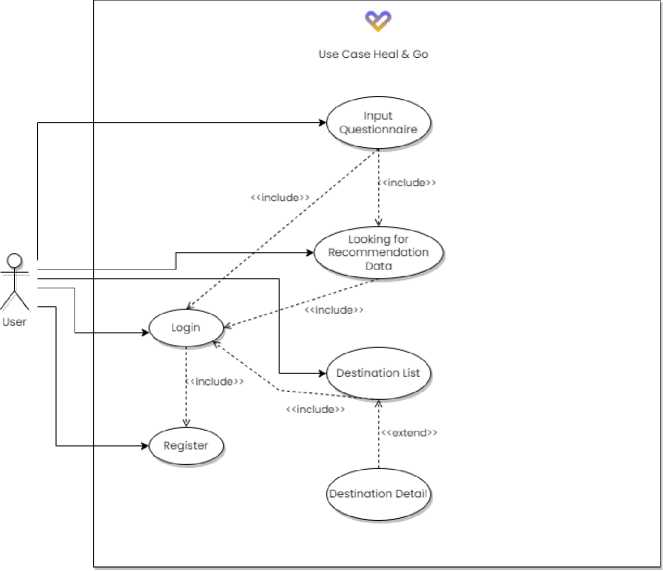 Use Case Heal & Go
Input
Questionnaire
<<include>>
<<include>>
Looking for
Recommendation
Data
User
<<include>>
Login
Destination List
<<include>>
<<include>>
<<extend>>
Register
Destination Detail